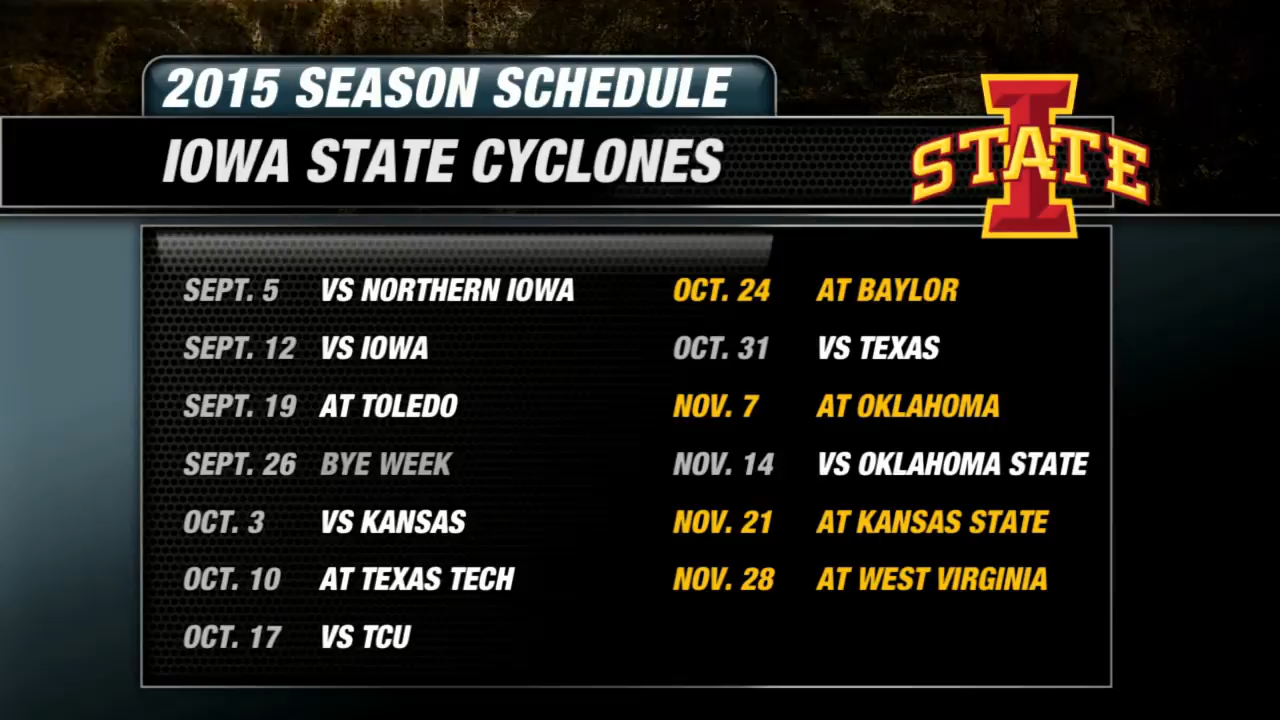 2015 SEASON SCHEDULE
IOWA STATE CYCLONES
I STATE
SEPT. 5 VS NORTHERN IOWA
SEPT. 12 VS IOWA
SEPT. 19 AT TOLEDO
SEPT. 26 BYE WEEK
OCT. 3 VS KANSAS
OCT. 10 AT TEXAS TECH
OCT. 17 VS TCU
OCT. 24 AT BAYLOR
OCT. 31 VS TEXAS
NOV. 7 AT OKLAHOMA
NOV. 14 VS OKLAHOMA STATE
NOV. 21 AT KANSAS STATE
NOV. 28 AT WEST VIRGINIA